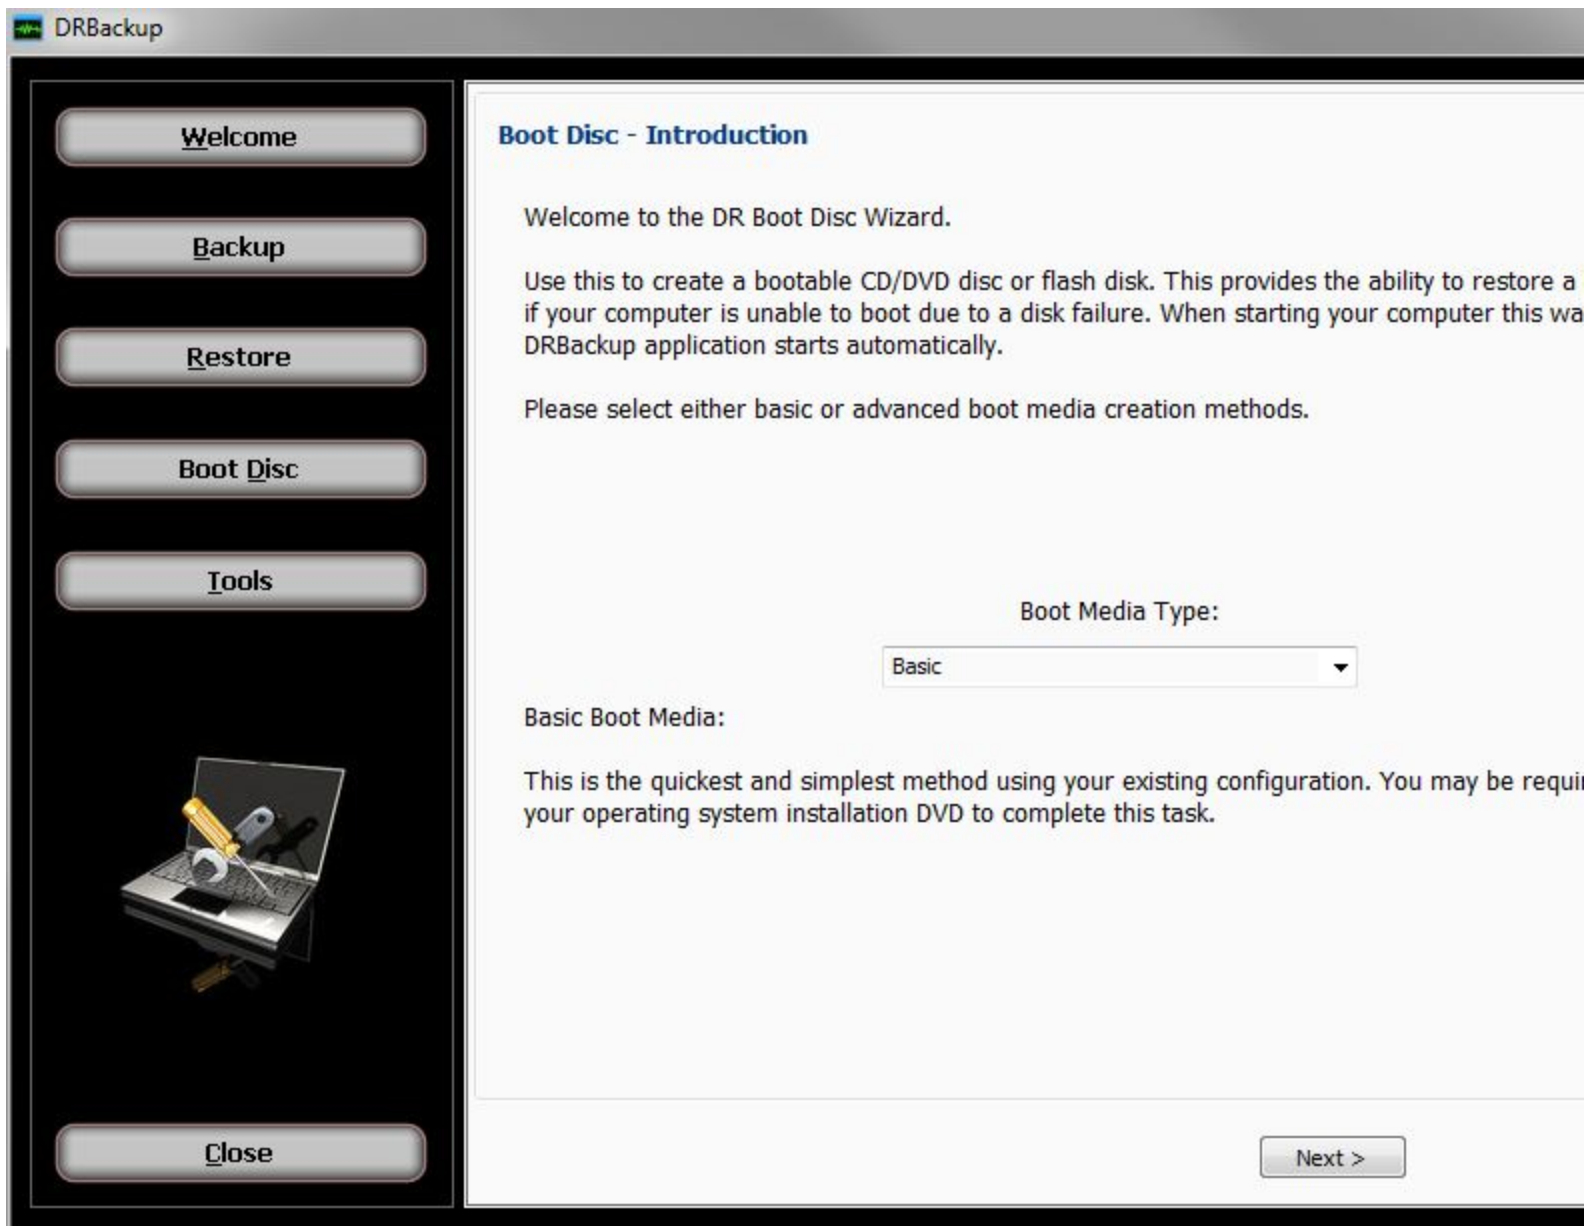 DRBackup
Welcome
Backup
Restore
Boot Disc
Tools
Close
Boot Disc - Introduction
Welcome to the DR Boot Disc Wizard.
Use this to create a bootable CD/DVD disc or flash disk. This provides the ability to restore a
if your computer is unable to boot due to a disk failure. When starting your computer this wa
DRBackup application starts automatically.
Please select either basic or advanced boot media creation methods.
Boot Media Type:
Basic
Basic Boot Media:
This is the quickest and simplest method using your existing configuration. You may be requi
your operating system installation DVD to complete this task.
Next >